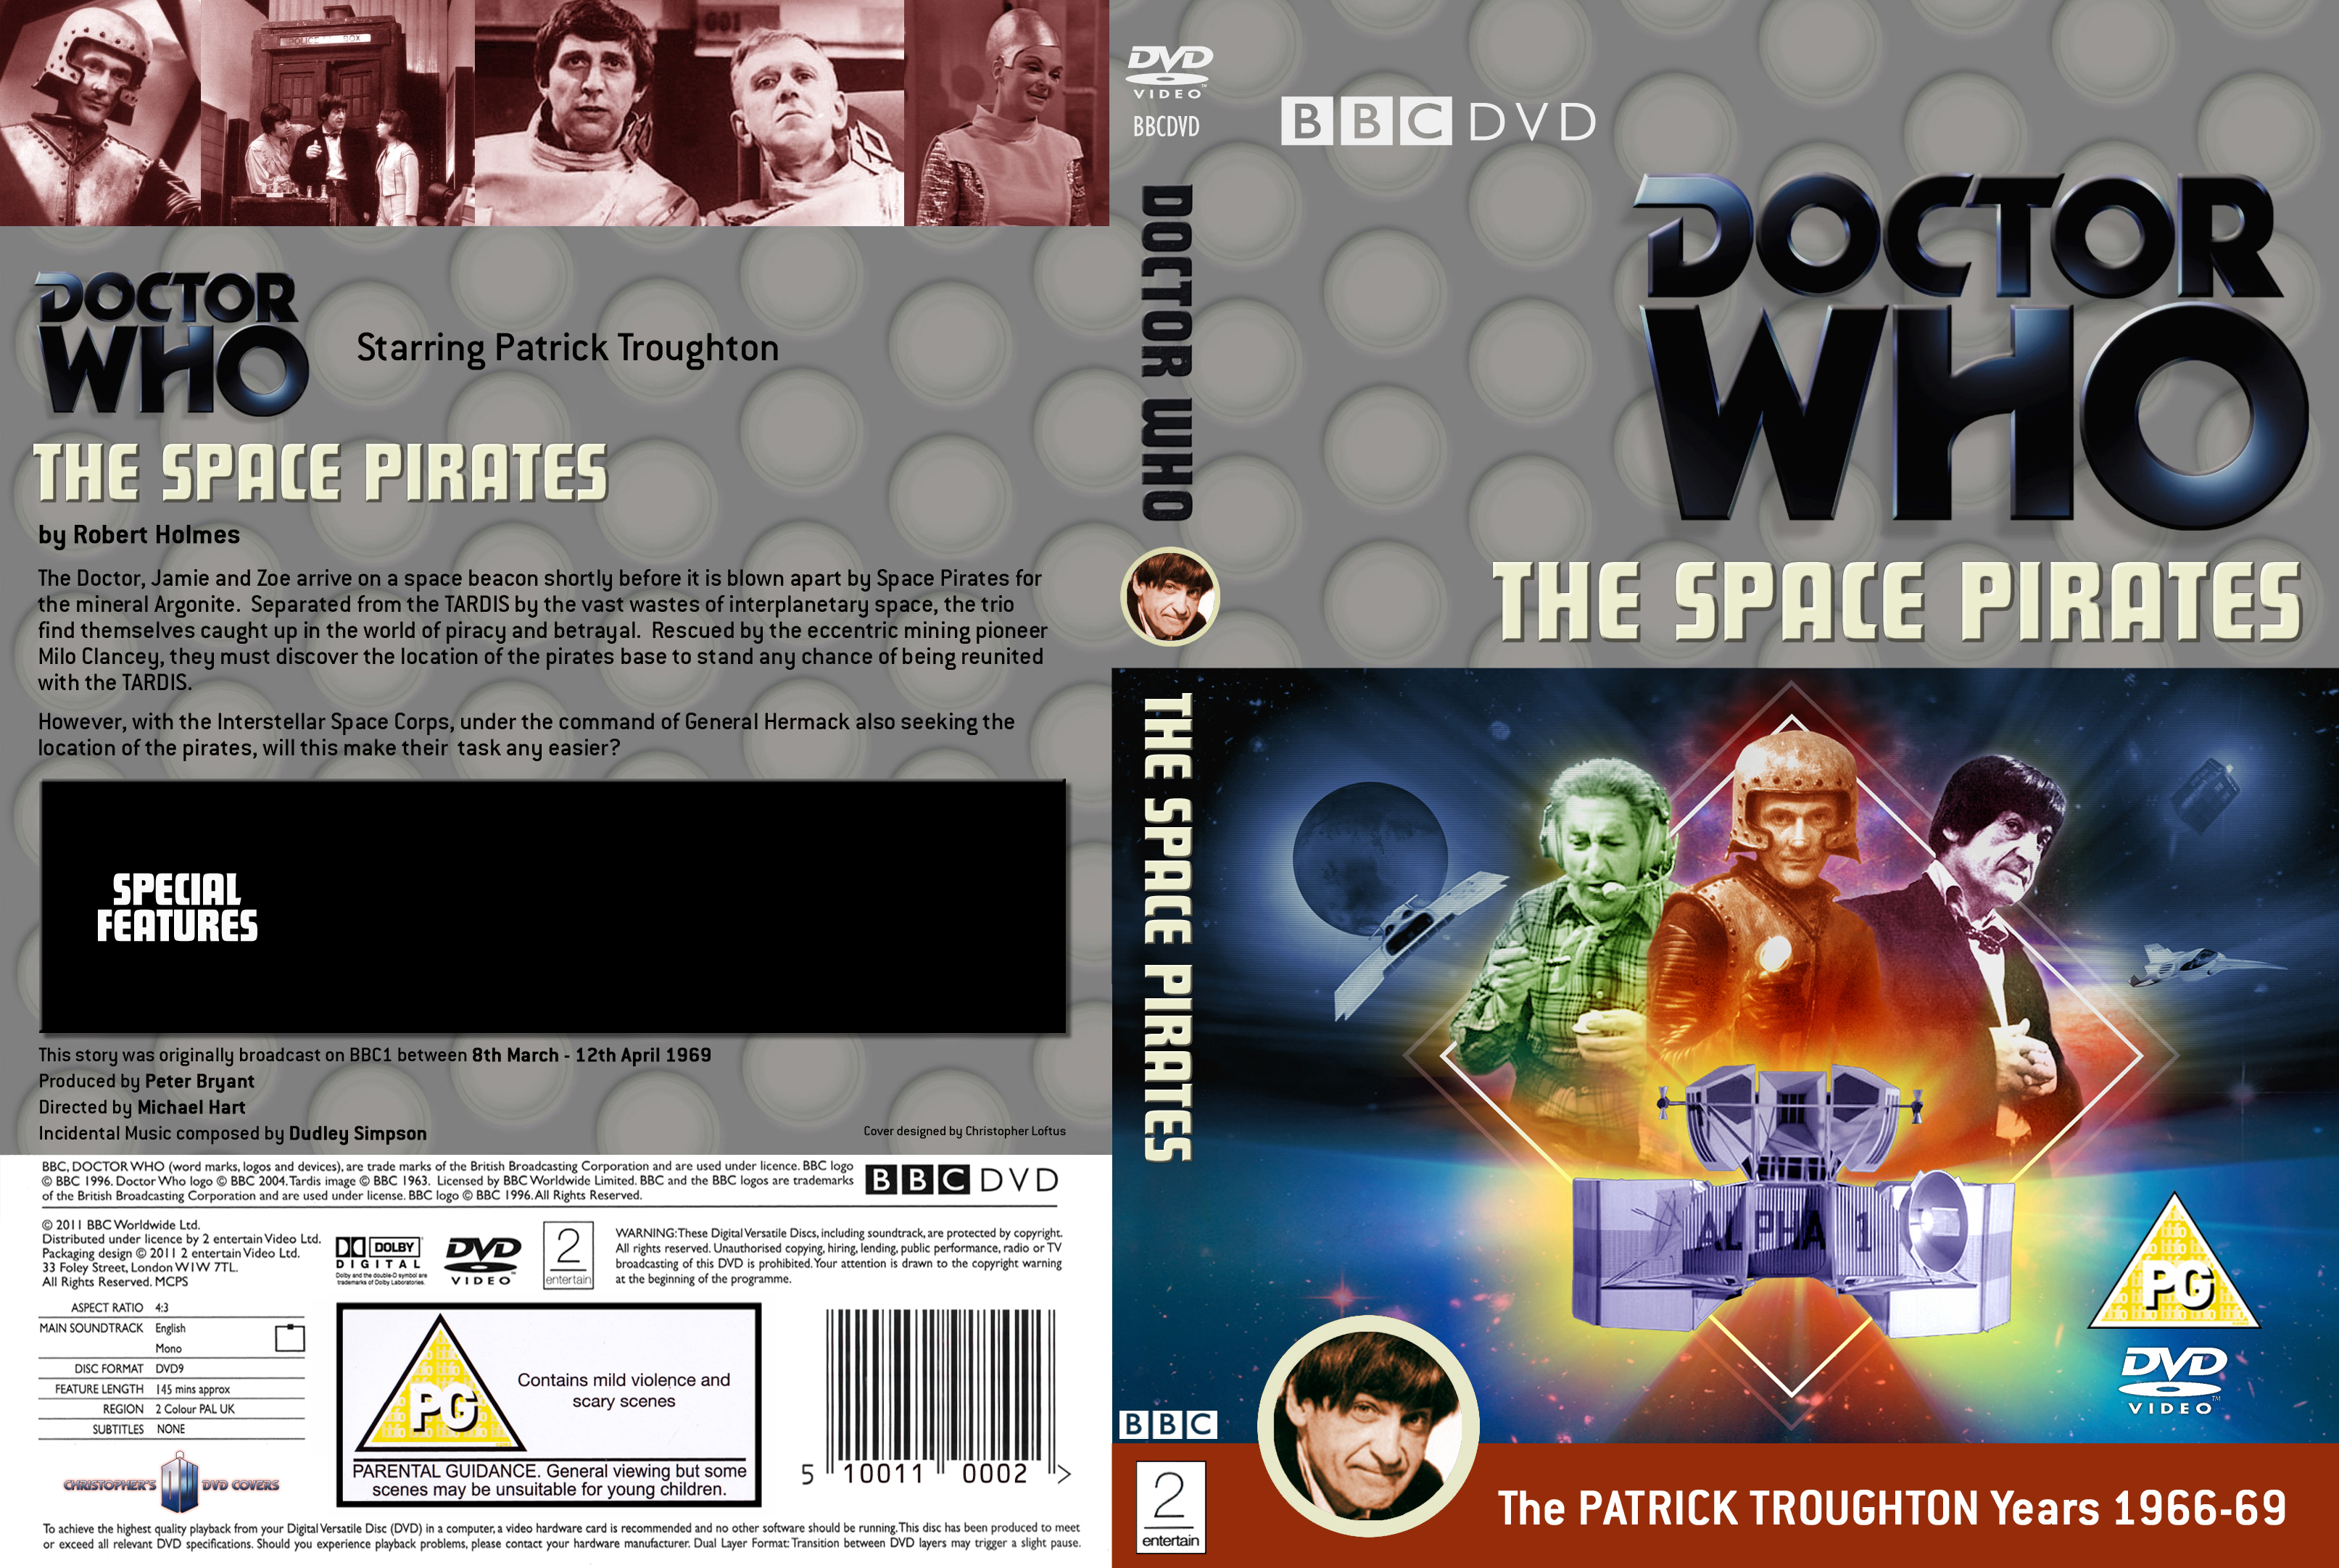 POLICE BOX
001
DOCTOR
WHO
Starring Patrick Troughton
THE SPACE PIRATES
by Robert Holmes
The Doctor, Jamie and Zoe arrive on a space beacon shortly before it is blown apart by Space Pirates for
the mineral Argonite. Separated from the TARDIS by the vast wastes of interplanetary space, the trio
find themselves caught up in the world of piracy and betrayal. Rescued by the eccentric mining pioneer
Milo Clancey, they must discover the location of the pirates base to stand any chance of being reunited
with the TARDIS.
However, with the Interstellar Space Corps, under the command of General Hermack also seeking the
location of the pirates, will this make their task any easier?
SPECIAL
FEATURES
This story was originally broadcast on BBC1 between 8th March - 12th April 1969
Produced by Peter Bryant
Directed by Michael Hart
Incidental Music composed by Dudley Simpson
Cover designed by Christopher Loftus
BBC, DOCTOR WHO (word marks, logos and devices), are trade marks of the British Broadcasting Corporation and are used under licence. BBC logo
© BBC 1996. Doctor Who logo © BBC 2004. Tardis image © BBC 1963. Licensed by BBC Worldwide Limited. BBC and the BBC logos are trademarks
of the British Broadcasting Corporation and are used under license. BBC logo © BBC 1996. All Rights Reserved.
BBC DVD
© 2011 BBC Worldwide Ltd.
Distributed under licence by 2 entertain Video Ltd.
Packaging design © 2011 2 entertain Video Ltd.
33 Foley Street, London W1W 7TL.
All Rights Reserved. MCPS
DOLBY
DIGITAL
Dolby and the double-D symbol are
trademarks of Dolby Laboratories.
DVD
VIDEO™
2
entertain
WARNING: These Digital Versatile Discs, including soundtrack, are protected by copyright.
All rights reserved. Unauthorised copying, hiring, lending, public performance, radio or TV
broadcasting of this DVD is prohibited. Your attention is drawn to the copyright warning
at the beginning of the programme.
ASPECT RATIO 4:3
MAIN SOUNDTRACK English
Mono
DISC FORMAT DVD9
FEATURE LENGTH 145 mins approx
REGION 2 Colour PAL UK
SUBTITLES NONE
CHRISTOPHER'S DW DVD COVERS
PG
Contains mild violence and
scary scenes
PARENTAL GUIDANCE. General viewing but some
scenes may be unsuitable for young children.
5 10011 0002 >
To achieve the highest quality playback from your Digital Versatile Disc (DVD) in a computer, a video hardware card is recommended and no other software should be running. This disc has been produced to meet
or exceed all relevant DVD specifications. Should you experience playback problems, please contact your hardware manufacturer. Dual Layer Format: Transition between DVD layers may trigger a slight pause.
DVD
VIDEO™
BBCDVD
DOCTOR WHO
THE SPACE PIRATES
BBC
2
entertain
BBC DVD
DOCTOR
WHO
THE SPACE PIRATES
ALPHA 1
PG
DVD
VIDEO™
The PATRICK TROUGHTON Years 1966-69